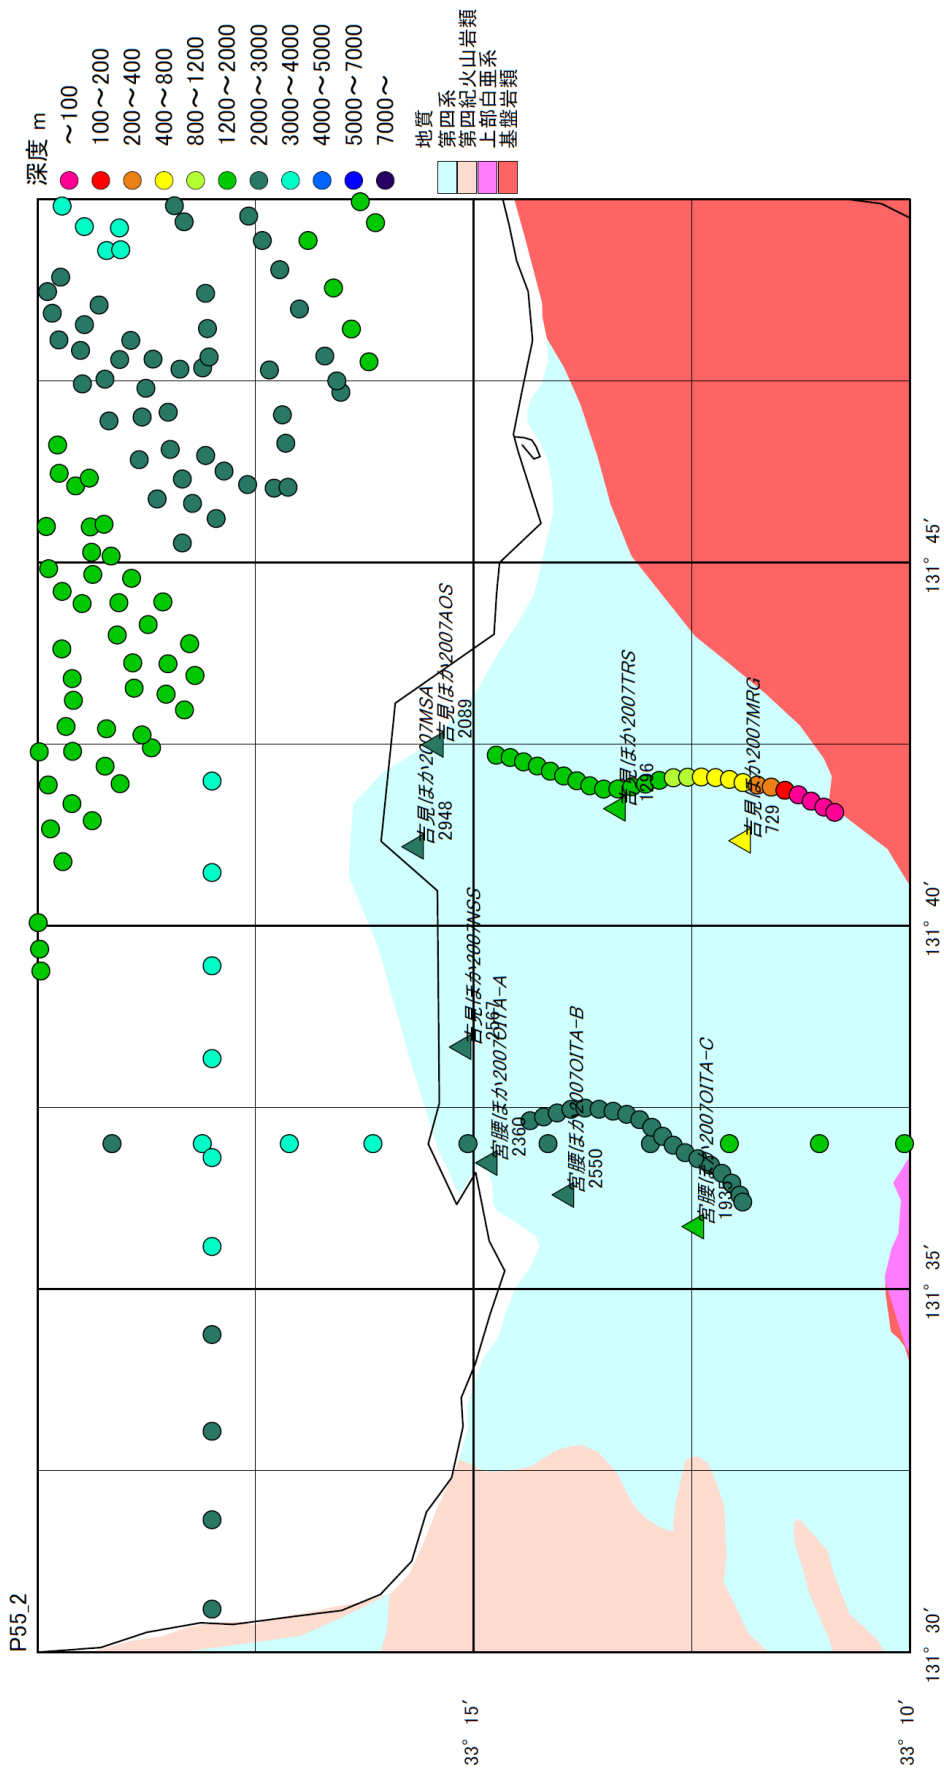 P55_2
深度 m
～100
100～200
200～400
400～800
800～1200
1200～2000
2000～3000
3000～4000
4000～5000
5000～7000
7000～
地質
第四系
第四紀火山岩類
上部白亜系
基盤岩類
吉見ほか2007MSA
2948
吉見ほか2007AOS
2089
吉見ほか2007TRS
1296
吉見ほか2007MRG
729
吉見ほか2007NSS
2567
宮腰ほか2007OITA-A
2360
宮腰ほか2007OITA-B
2550
宮腰ほか2007OITA-C
1935
131° 30′
131° 35′
131° 40′
131° 45′
33° 15′
33° 10′